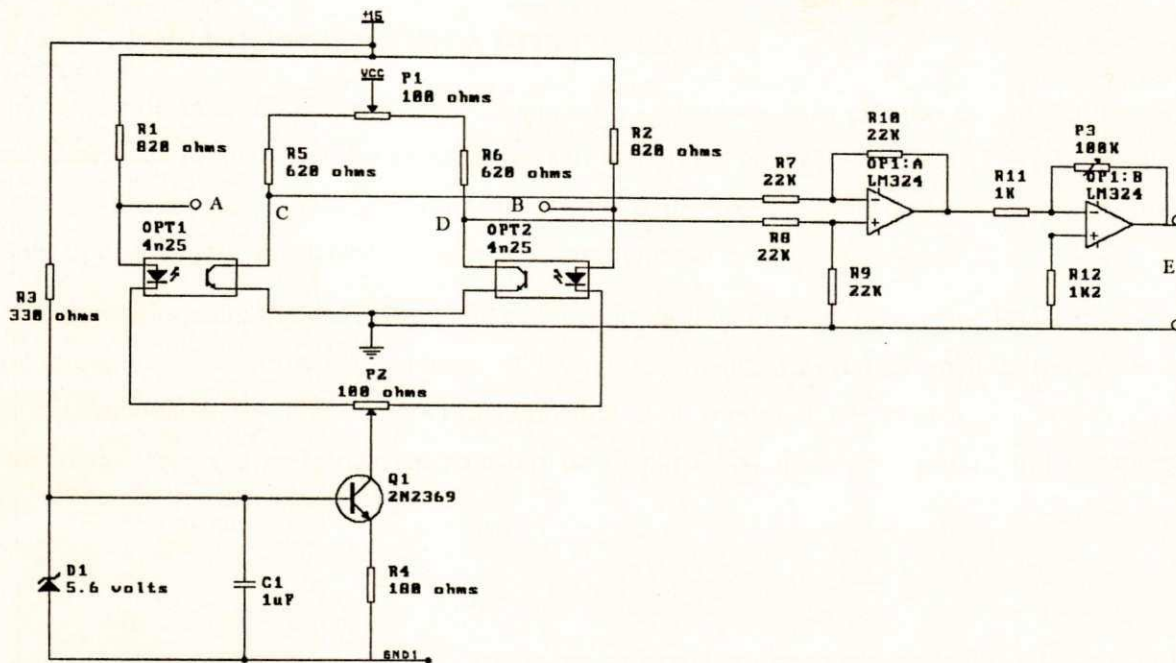 +15
VCC
P1
100 ohms
R1
820 ohms
R5
620 ohms
R6
620 ohms
R2
820 ohms
R10
22K
P3
100K
OP1:A
LM324
OP1:B
LM324
R7
22K
R11
1K
A
C
B
D
OPT1
4n25
OPT2
4n25
R8
22K
R9
22K
R12
1K2
E
R3
330 ohms
P2
100 ohms
Q1
2N2369
D1
5.6 volts
C1
1uF
R4
180 ohms
GND1